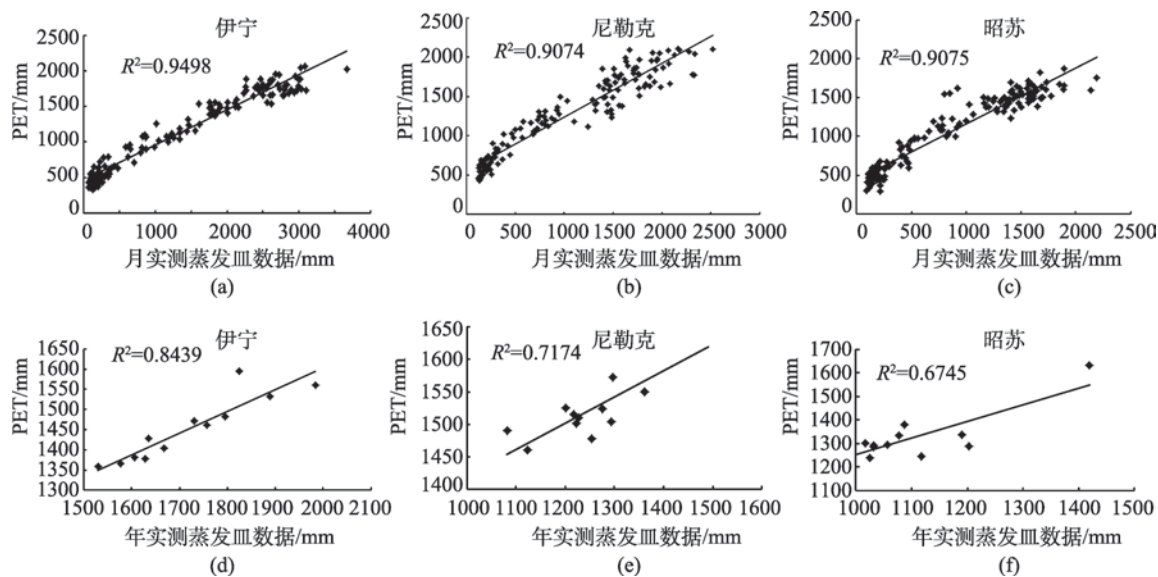 伊宁
R²=0.9498
PET/mm
2500
2000
1500
1000
500
0
0 1000 2000 3000 4000
月实测蒸发皿数据/mm
(a)
尼勒克
R²=0.9074
PET/mm
2500
2000
1500
1000
500
0
0 500 1000 1500 2000 2500 3000
月实测蒸发皿数据/mm
(b)
昭苏
R²=0.9075
PET/mm
2500
2000
1500
1000
500
0
0 500 1000 1500 2000 2500
月实测蒸发皿数据/mm
(c)
伊宁
R²=0.8439
PET/mm
1650
1600
1550
1500
1450
1400
1350
1300
1500 1600 1700 1800 1900 2000 2100
年实测蒸发皿数据/mm
(d)
尼勒克
R²=0.7174
PET/mm
1650
1600
1550
1500
1450
1400
1000 1100 1200 1300 1400 1500 1600
年实测蒸发皿数据/mm
(e)
昭苏
R²=0.6745
PET/mm
1700
1600
1500
1400
1300
1200
1100
1000 1100 1200 1300 1400 1500
年实测蒸发皿数据/mm
(f)